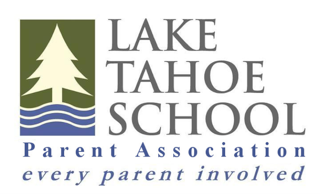 LAKE
TAHOE
SCHOOL
Parent Association
every parent involved